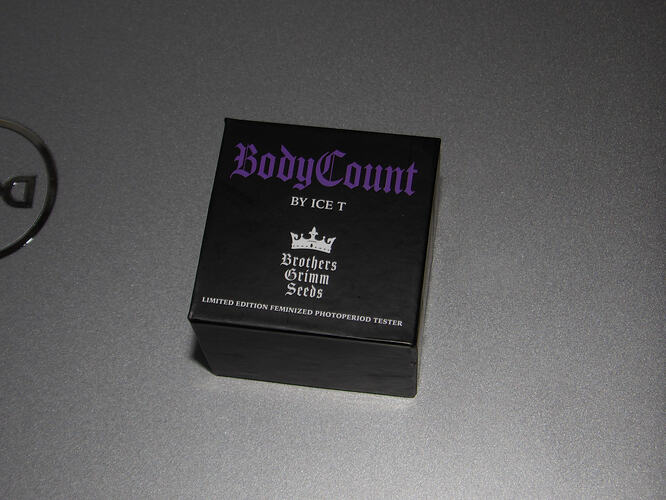 BodyCount
BY ICE T
Brothers
Grimm
Seeds
LIMITED EDITION FEMINIZED PHOTOPERIOD TESTER